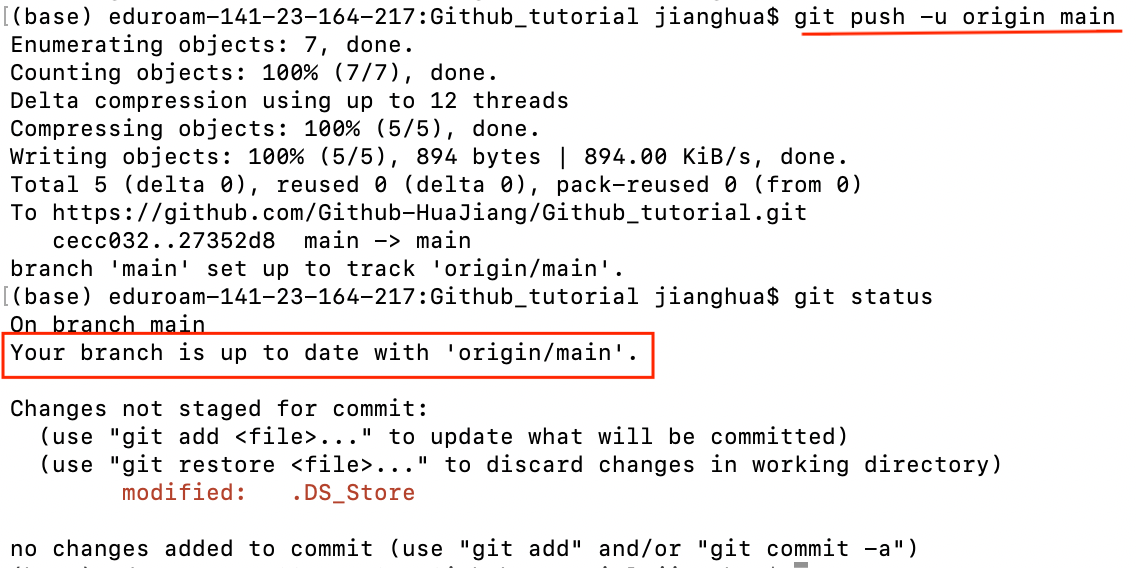 (base) eduroam-141-23-164-217:Github_tutorial jianghua$ git push -u origin main
Enumerating objects: 7, done.
Counting objects: 100% (7/7), done.
Delta compression using up to 12 threads
Compressing objects: 100% (5/5), done.
Writing objects: 100% (5/5), 894 bytes | 894.00 KiB/s, done.
Total 5 (delta 0), reused 0 (delta 0), pack-reused 0 (from 0)
To https://github.com/Github-HuaJiang/Github_tutorial.git
   cecc032..27352d8  main -> main
branch 'main' set up to track 'origin/main'.
(base) eduroam-141-23-164-217:Github_tutorial jianghua$ git status
On branch main
Your branch is up to date with 'origin/main'.
Changes not staged for commit:
  (use "git add <file>..." to update what will be committed)
  (use "git restore <file>..." to discard changes in working directory)
        modified:   .DS_Store
no changes added to commit (use "git add" and/or "git commit -a")